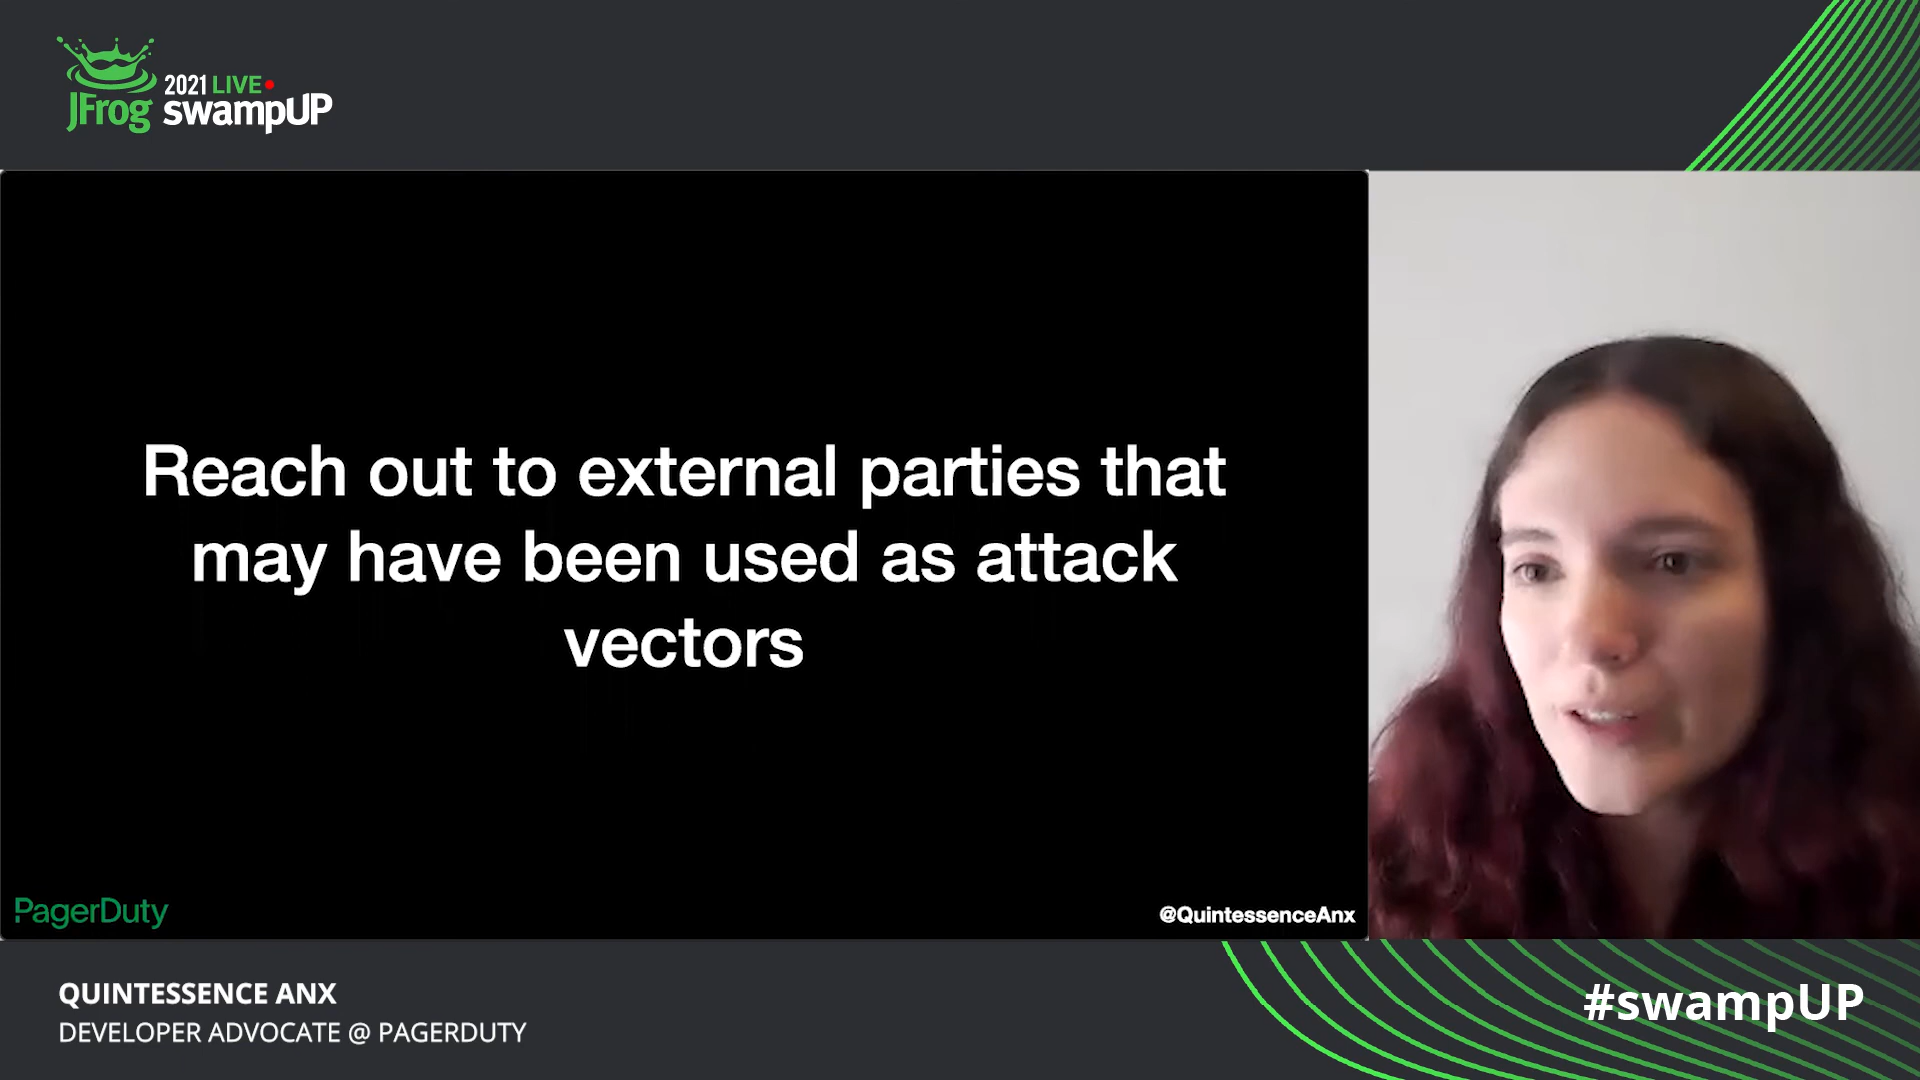 2021 LIVE
JFrog swampUP
Reach out to external parties that
may have been used as attack
vectors
PagerDuty
@QuintessenceAnx
QUINTESSENCE ANX
DEVELOPER ADVOCATE @ PAGERDUTY
#swampUP